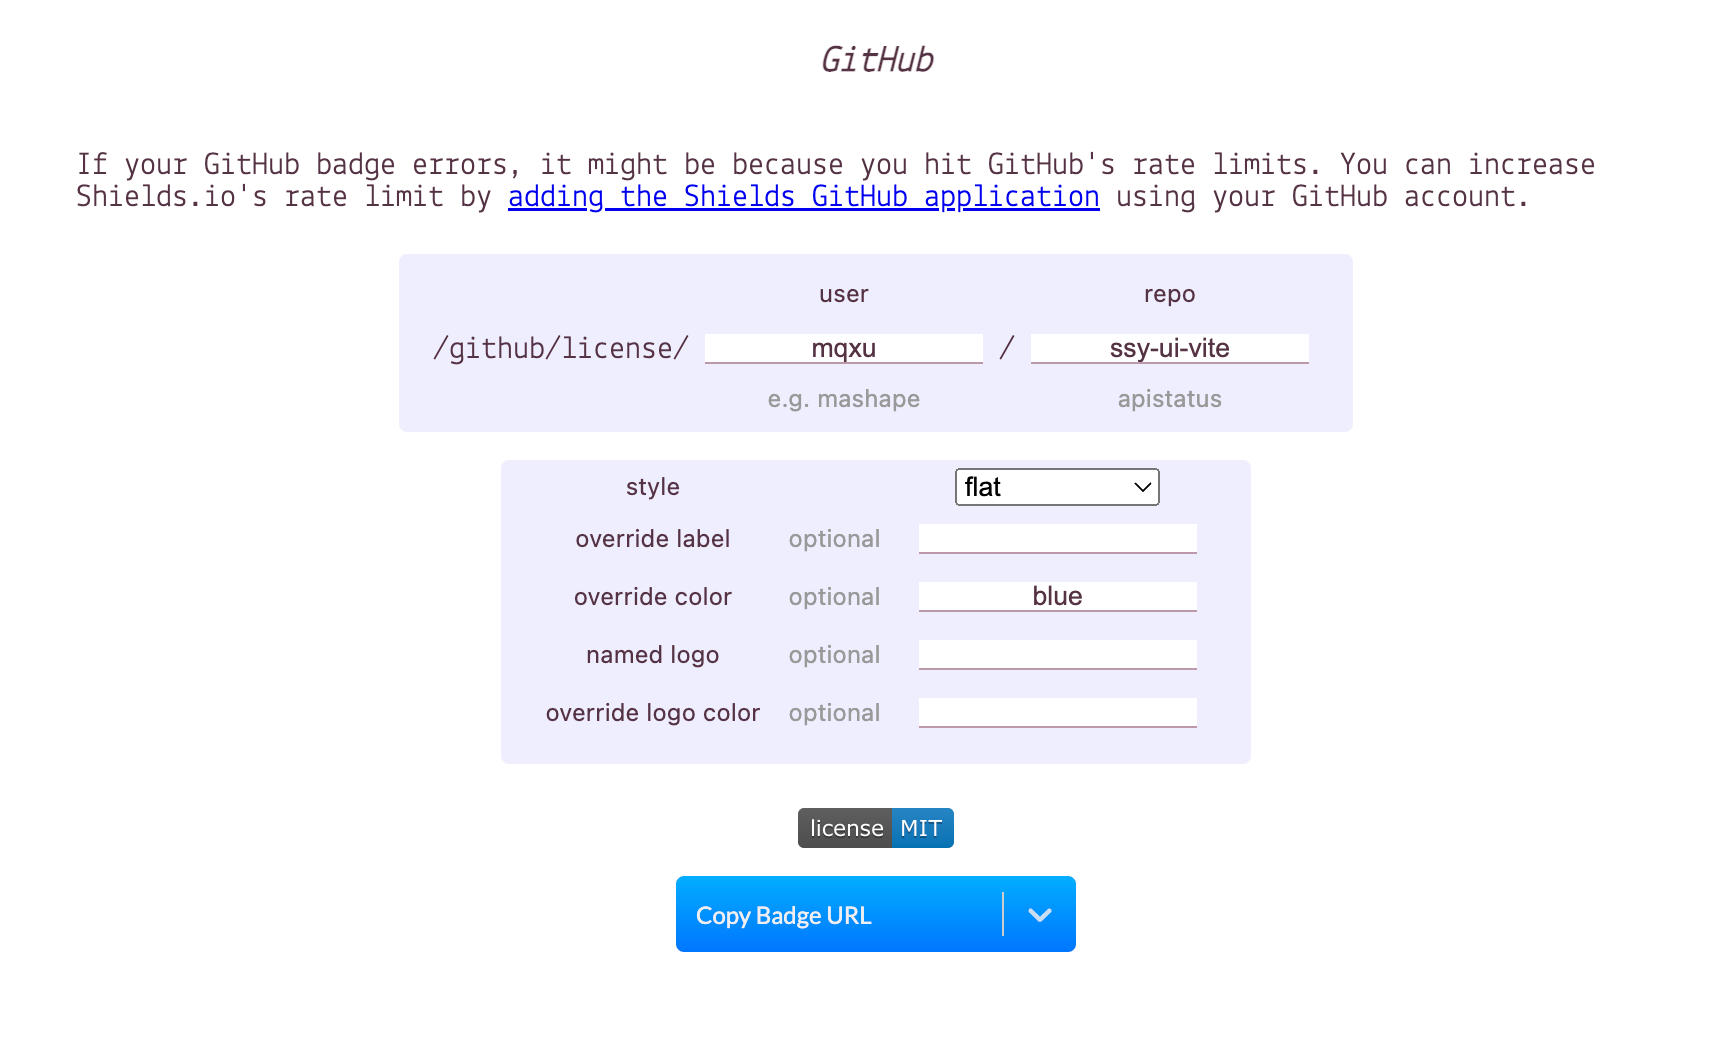 GitHub
If your GitHub badge errors, it might be because you hit GitHub's rate limits. You can increase
Shields.io's rate limit by adding the Shields GitHub application using your GitHub account.
user repo
/github/license/ mqxu / ssy-ui-vite
e.g. mashape apistatus
style flat
override label optional
override color optional blue
named logo optional
override logo color optional
license MIT
Copy Badge URL